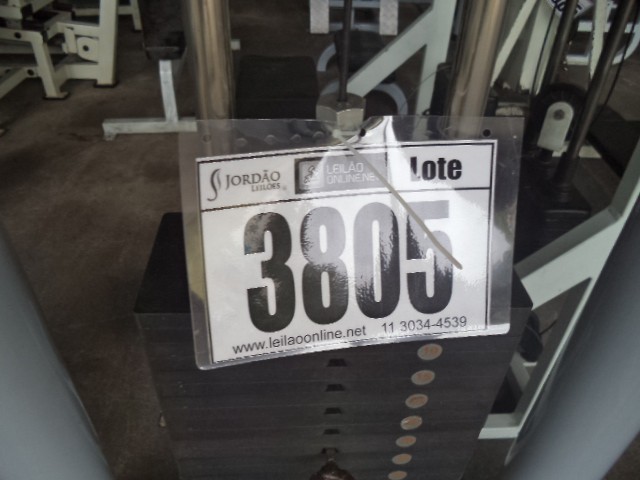 JORDÃO LEILÕES
LEILÃO ONLINE.NET
Lote
3805
www.leilaoonline.net 11 3034-4539